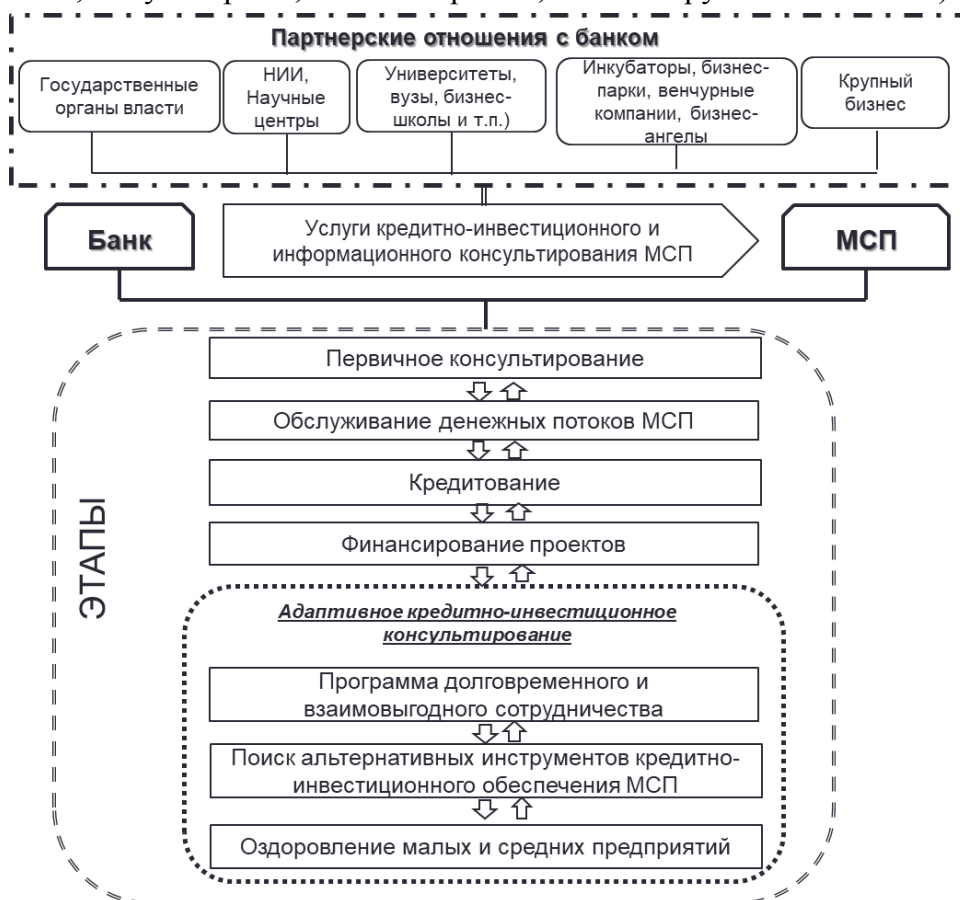 Партнерские отношения с банком
Государственные
органы власти
НИИ,
Научные
центры
Университеты,
вузы, бизнес-
школы и т.п.)
Инкубаторы, бизнес-
парки, венчурные
компании, бизнес-
ангелы
Крупный
бизнес
Банк
Услуги кредитно-инвестиционного и
информационного консультирования МСП
МСП
ЭТАПЫ
Первичное консультирование
Обслуживание денежных потоков МСП
Кредитование
Финансирование проектов
Адаптивное кредитно-инвестиционное
консультирование
Программа долговременного и
взаимовыгодного сотрудничества
Поиск альтернативных инструментов кредитно-
инвестиционного обеспечения МСП
Оздоровление малых и средних предприятий